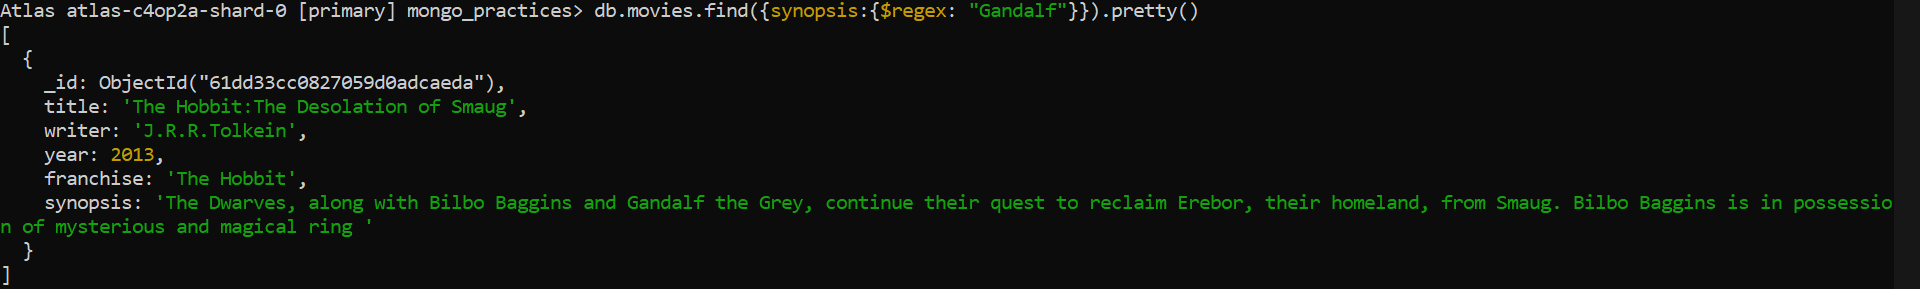 Atlas atlas-c4op2a-shard-0 [primary] mongo_practices> db.movies.find({synopsis:{$regex: "Gandalf"}}).pretty()
[
  {
    _id: ObjectId("61dd33cc0827059d0adcaeda"),
    title: 'The Hobbit:The Desolation of Smaug',
    writer: 'J.R.R.Tolkein',
    year: 2013,
    franchise: 'The Hobbit',
    synopsis: 'The Dwarves, along with Bilbo Baggins and Gandalf the Grey, continue their quest to reclaim Erebor, their homeland, from Smaug. Bilbo Baggins is in possessio
n of mysterious and magical ring '
  }
]